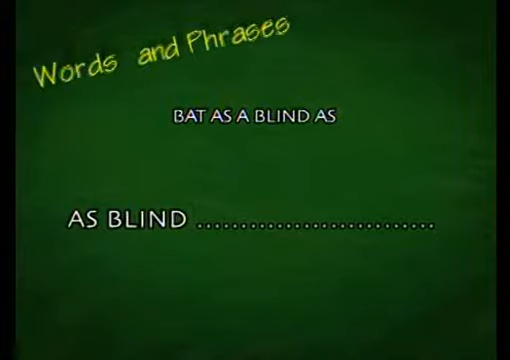 Words and Phrases
BAT AS A BLIND AS
AS BLIND ...........................